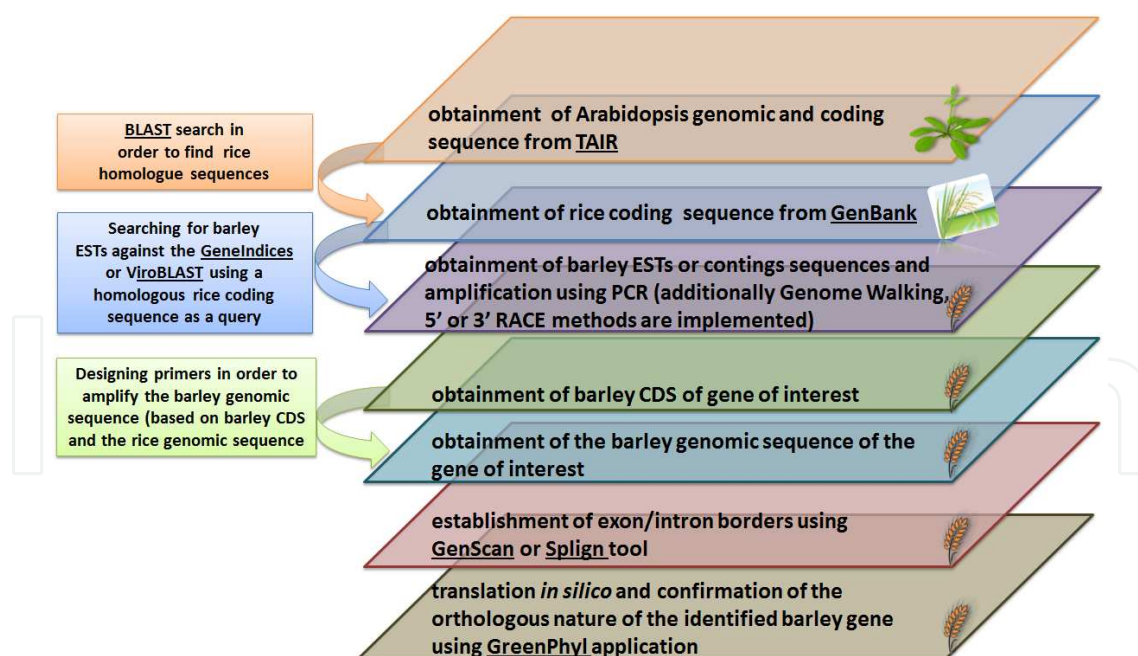 obtainment of Arabidopsis genomic and coding
sequence from TAIR
BLAST search in
order to find rice
homologue sequences
obtainment of rice coding sequence from GenBank
Searching for barley
ESTs against the GeneIndices
or ViroBLAST using a
homologous rice coding
sequence as a query
obtainment of barley ESTs or contings sequences and
amplification using PCR (additionally Genome Walking,
5’ or 3’ RACE methods are implemented)
Designing primers in order to
amplify the barley genomic
sequence (based on barley CDS
and the rice genomic sequence
obtainment of barley CDS of gene of interest
obtainment of the barley genomic sequence of the
gene of interest
establishment of exon/intron borders using
GenScan or Splign tool
translation in silico and confirmation of the
orthologous nature of the identified barley gene
using GreenPhyl application